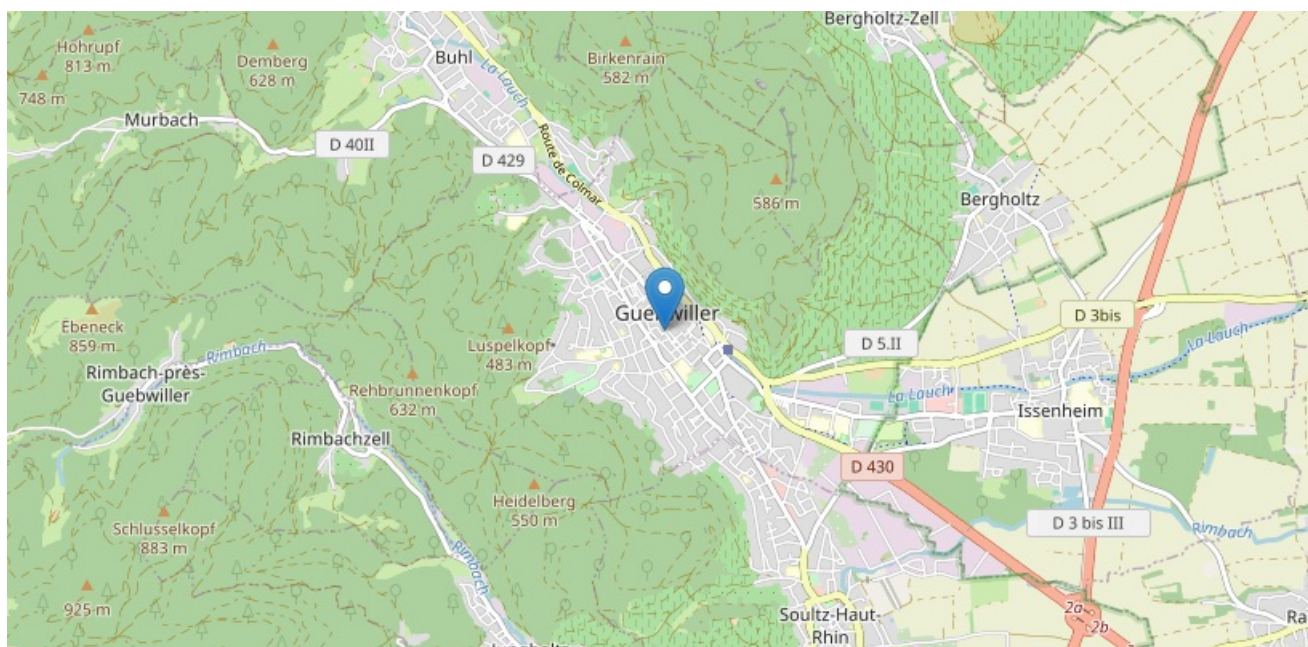 Bergholtz-Zell
Hohrupf
813 m
Demberg
628 m
Buhl
La Lauch
Birkenrain
582 m
748 m
Murbach
D 40II
D 429
Route de Colmar
586 m
Bergholtz
Guebwiller
D 3bis
Ebeneck
859 m
Luspelkopf
483 m
D 5.II
La Lauch
Rimbach
Rimbach-près-
Guebwiller
Rehbrunnenkopf
632 m
La Lauch
Issenheim
Rimbachzell
D 430
Heidelberg
550 m
Schlusselkopf
883 m
D 3 bis III
Rimbach
Rimbach
925 m
Soultz-Haut-
Rhin
2a
2b
Ra